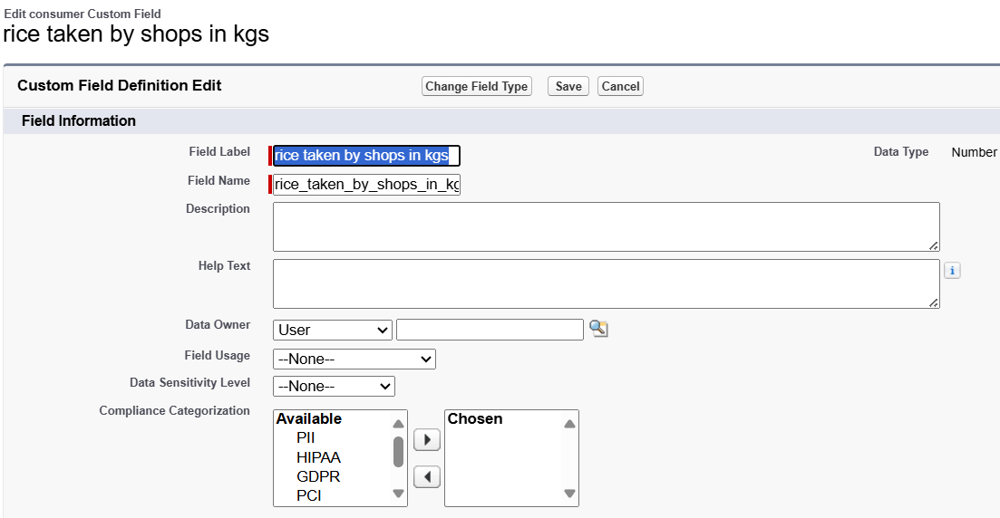 Edit consumer Custom Field
rice taken by shops in kgs
Custom Field Definition Edit
Change Field Type
Save
Cancel
Field Information
Field Label
rice taken by shops in kgs
Data Type
Number
Field Name
rice_taken_by_shops_in_kg
Description
Help Text
i
Data Owner
User
Field Usage
--None--
Data Sensitivity Level
--None--
Compliance Categorization
Available
PII
HIPAA
GDPR
PCI
Chosen